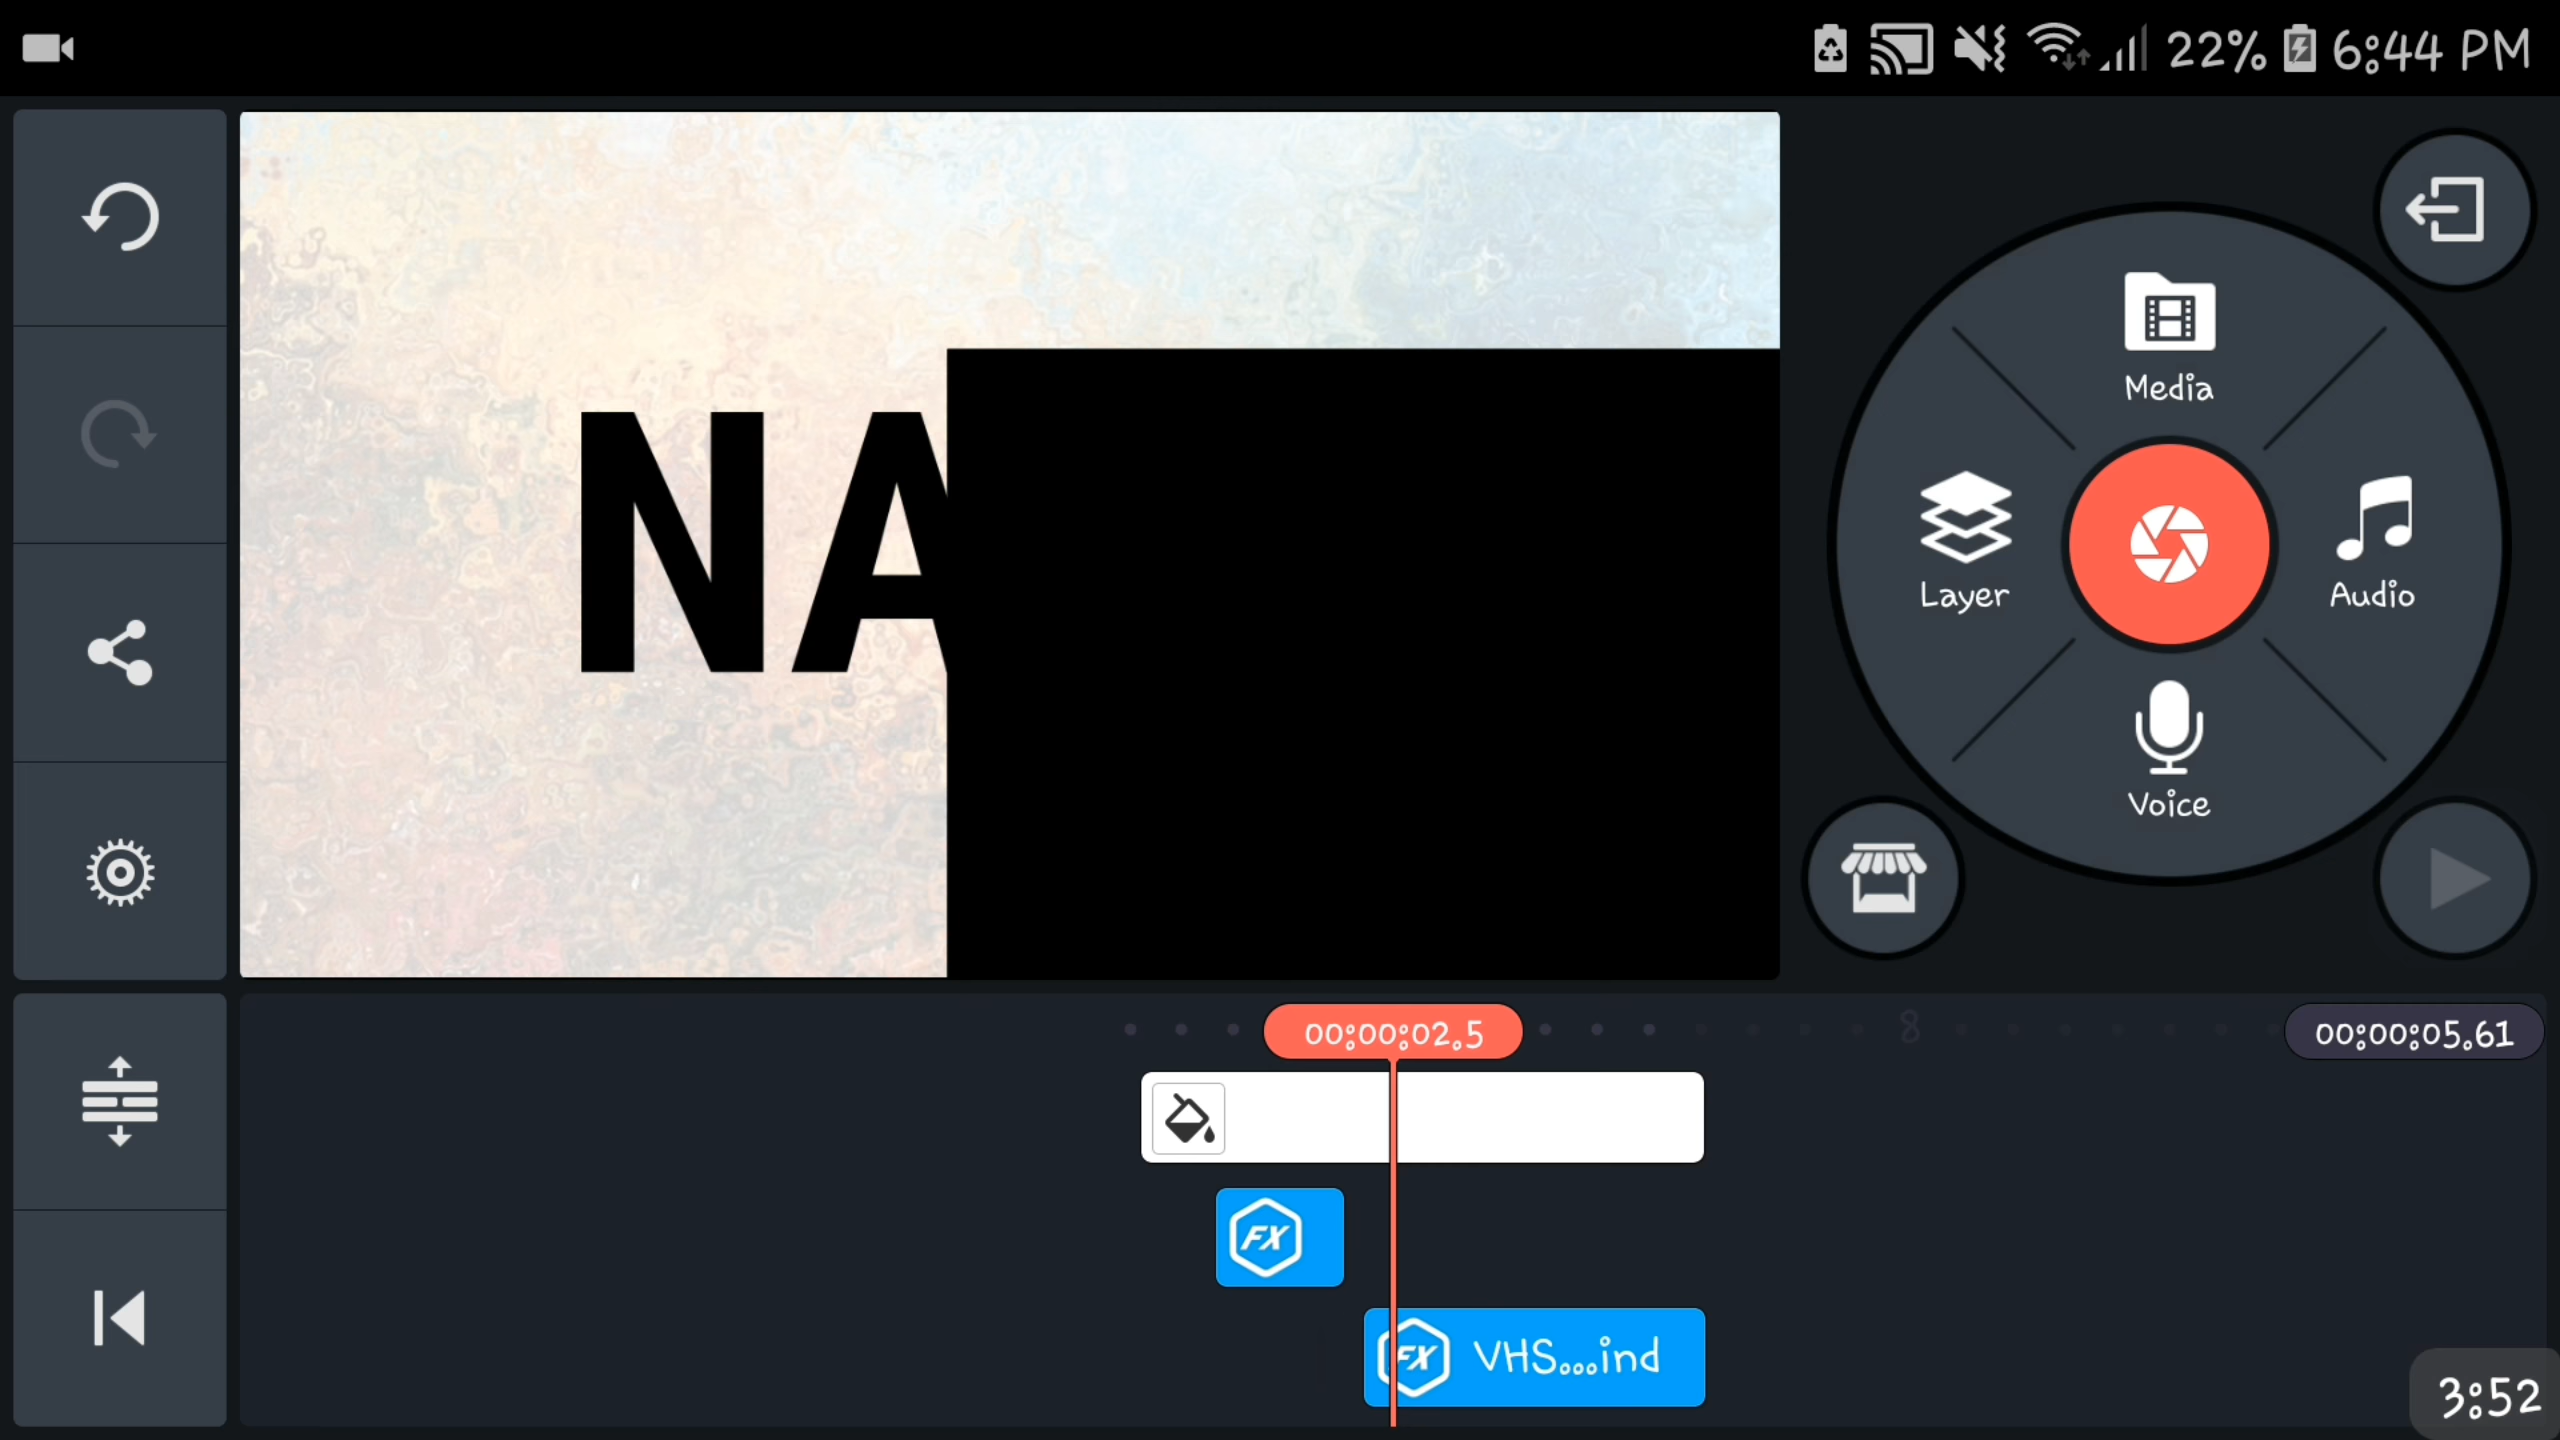 22% 6:44 PM
NA
Media
Layer
Audio
Voice
00:00:02.5
8
00:00:05.61
FX
FX VHS...ind
3:52